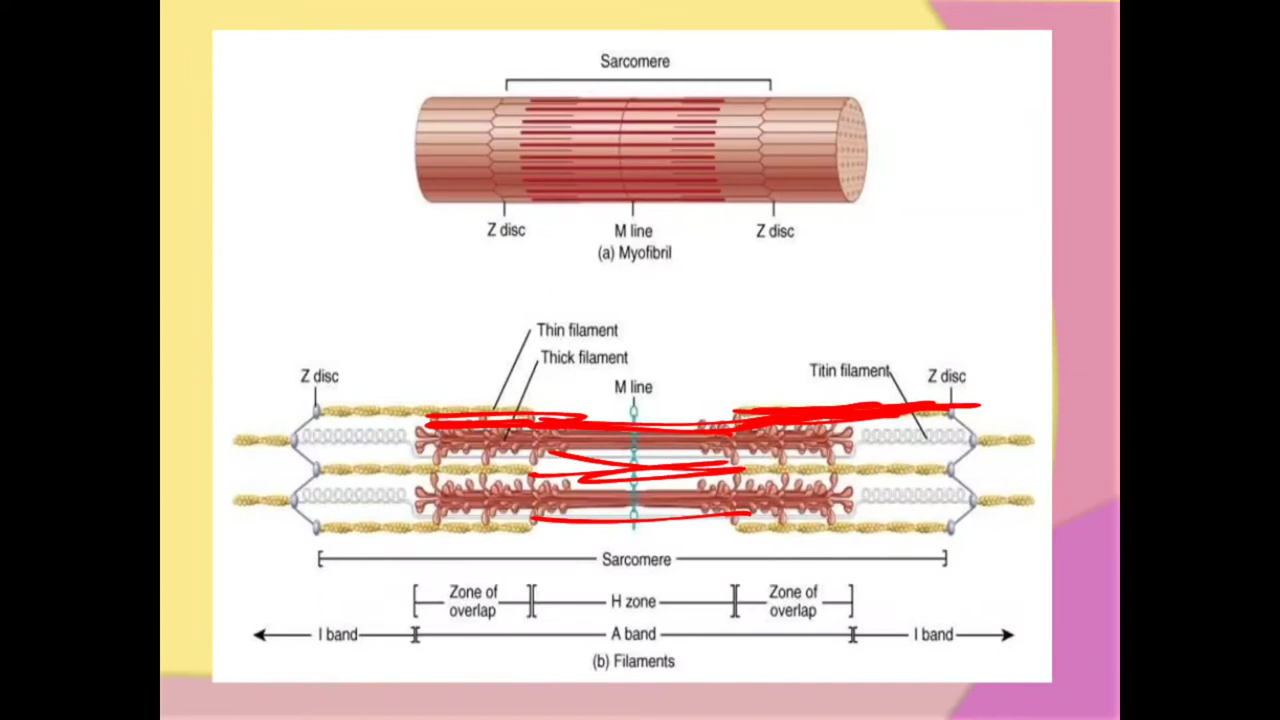 Sarcomere
Z disc
M line
Z disc
(a) Myofibril
Thin filament
Thick filament
Titin filament
Z disc
M line
Z disc
Sarcomere
Zone of
overlap
H zone
Zone of
overlap
I band
A band
I band
(b) Filaments